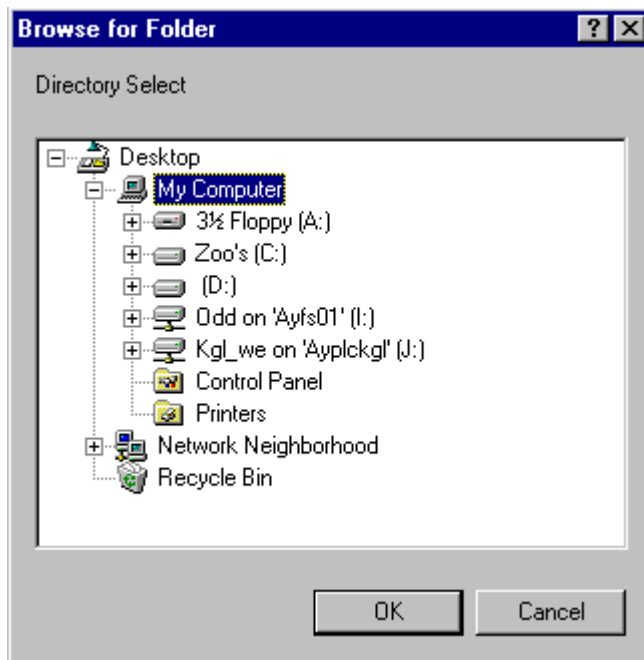 Browse for Folder
Directory Select
Desktop
My Computer
3½ Floppy (A:)
Zoo's (C:)
(D:)
Odd on 'Ayfs01' (I:)
Kgl_we on 'Ayplckgl' (J:)
Control Panel
Printers
Network Neighborhood
Recycle Bin
OK Cancel